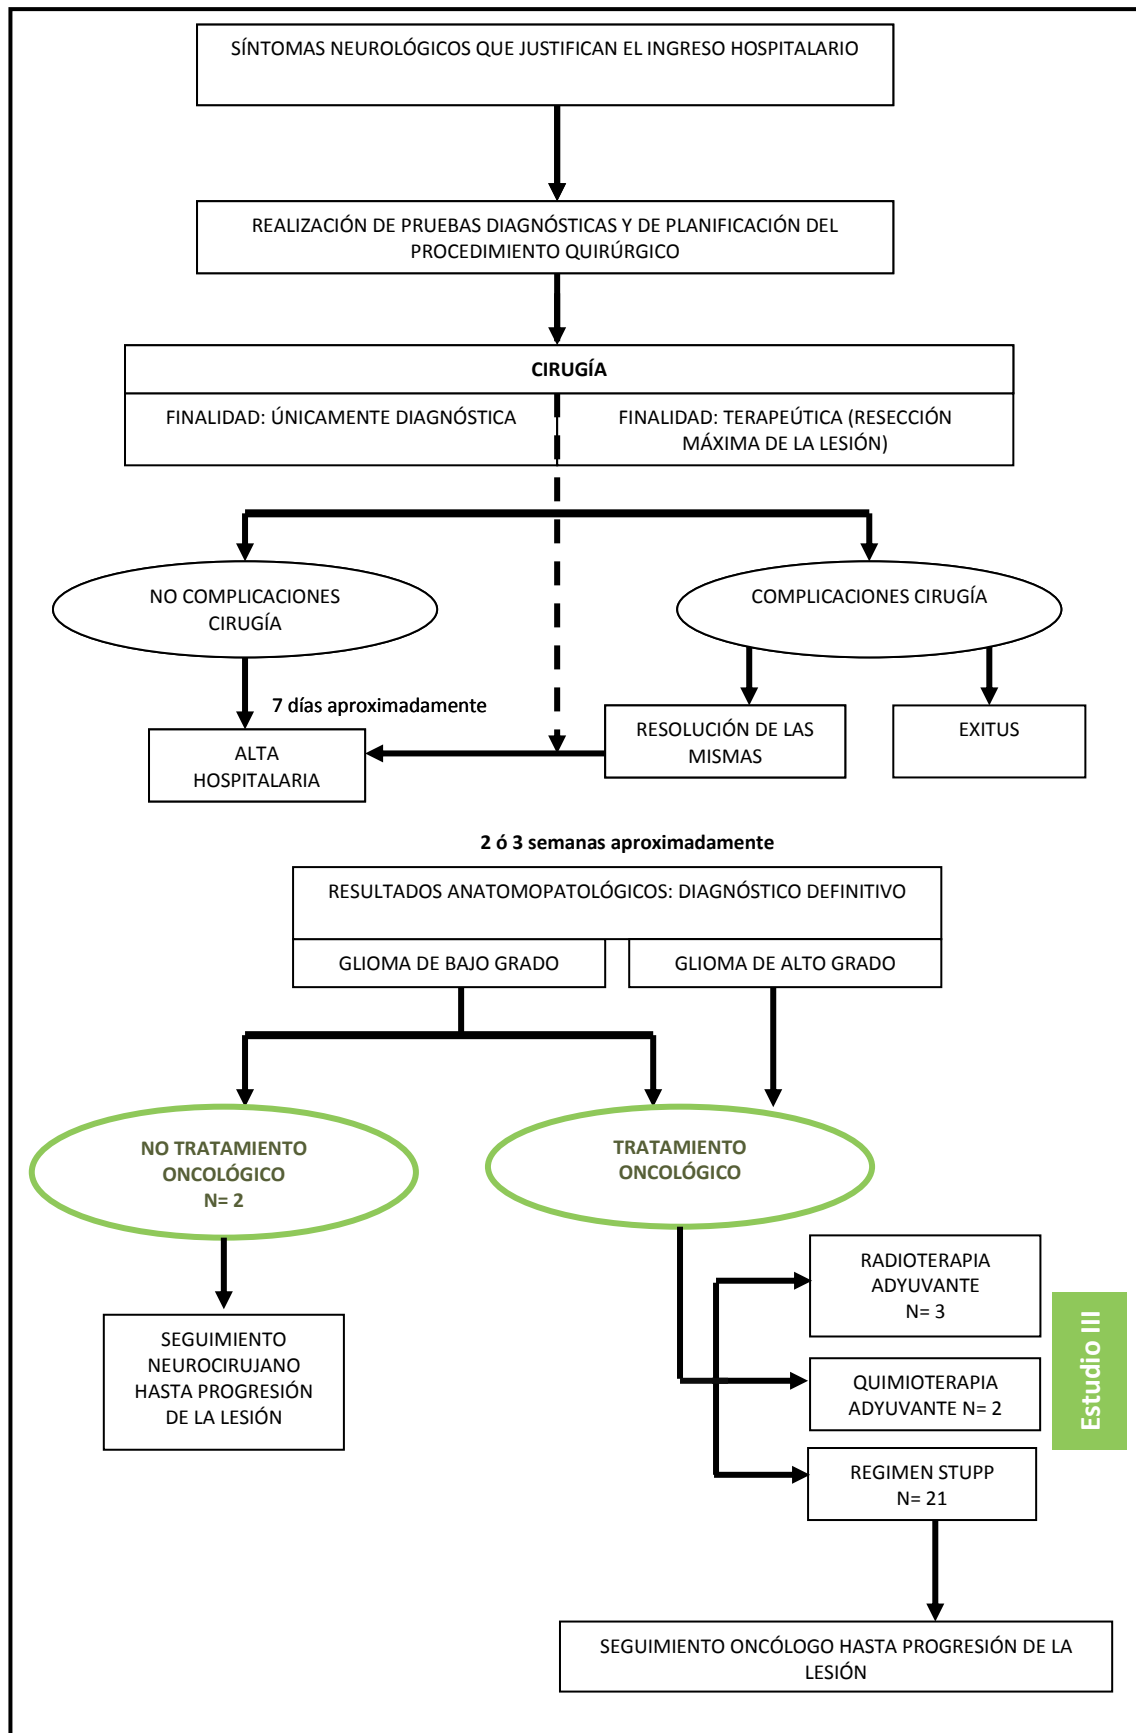 SÍNTOMAS NEUROLÓGICOS QUE JUSTIFICAN EL INGRESO HOSPITALARIO
REALIZACIÓN DE PRUEBAS DIAGNÓSTICAS Y DE PLANIFICACIÓN DEL
PROCEDIMIENTO QUIRÚRGICO
CIRUGÍA
FINALIDAD: ÚNICAMENTE DIAGNÓSTICA
FINALIDAD: TERAPEÚTICA (RESECCIÓN
MÁXIMA DE LA LESIÓN)
NO COMPLICACIONES
CIRUGÍA
COMPLICACIONES CIRUGÍA
7 días aproximadamente
ALTA
HOSPITALARIA
RESOLUCIÓN DE LAS
MISMAS
EXITUS
2 ó 3 semanas aproximadamente
RESULTADOS ANATOMOPATOLÓGICOS: DIAGNÓSTICO DEFINITIVO
GLIOMA DE BAJO GRADO
GLIOMA DE ALTO GRADO
NO TRATAMIENTO
ONCOLÓGICO
N= 2
TRATAMIENTO
ONCOLÓGICO
SEGUIMIENTO
NEUROCIRUJANO
HASTA PROGRESIÓN
DE LA LESIÓN
RADIOTERAPIA
ADYUVANTE
N= 3
QUIMIOTERAPIA
ADYUVANTE N= 2
REGIMEN STUPP
N= 21
Estudio III
SEGUIMIENTO ONCÓLOGO HASTA PROGRESIÓN DE LA
LESIÓN